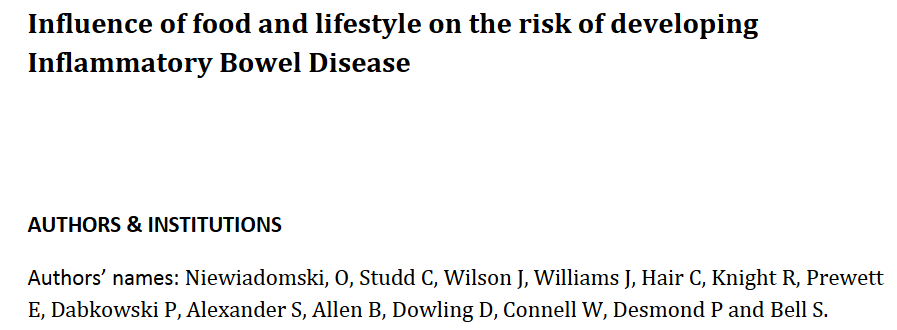 Influence of food and lifestyle on the risk of developing
Inflammatory Bowel Disease
AUTHORS & INSTITUTIONS
Authors’ names: Niewiadomski, O, Studd C, Wilson J, Williams J, Hair C, Knight R, Prewett
E, Dabkowski P, Alexander S, Allen B, Dowling D, Connell W, Desmond P and Bell S.